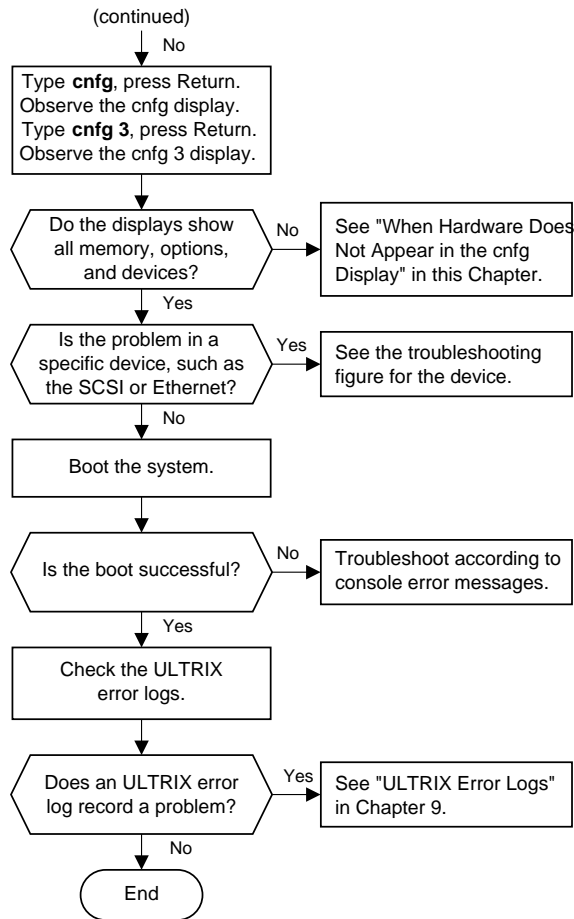 (continued)
No
Type cnfg, press Return.
Observe the cnfg display.
Type cnfg 3, press Return.
Observe the cnfg 3 display.
Do the displays show
all memory, options,
and devices?
No
See "When Hardware Does
Not Appear in the cnfg
Display" in this Chapter.
Yes
Is the problem in a
specific device, such as
the SCSI or Ethernet?
Yes
See the troubleshooting
figure for the device.
No
Boot the system.
Is the boot successful?
No
Troubleshoot according to
console error messages.
Yes
Check the ULTRIX
error logs.
Does an ULTRIX error
log record a problem?
Yes
See "ULTRIX Error Logs"
in Chapter 9.
No
End